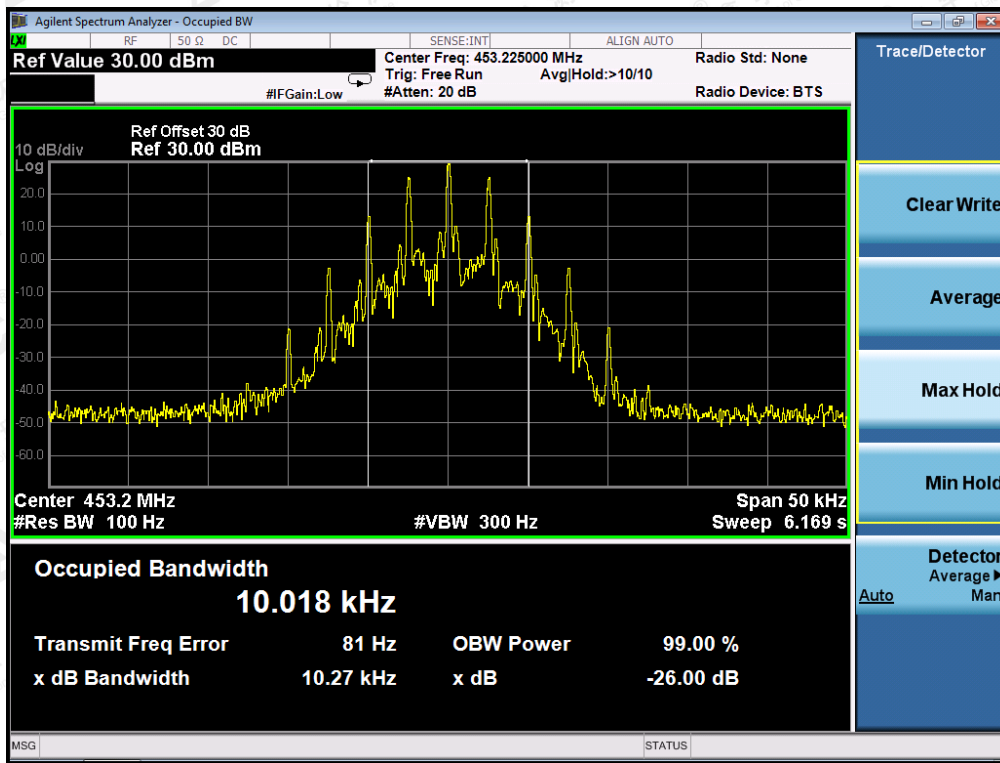 Agilent Spectrum Analyzer - Occupied BW
LXI
RF 50 Ω DC SENSE:INT ALIGN AUTO
Ref Value 30.00 dBm
Center Freq: 453.225000 MHz Radio Std: None
Trig: Free Run Avg|Hold:>10/10
#IFGain:Low #Atten: 20 dB Radio Device: BTS
Ref Offset 30 dB
10 dB/div Ref 30.00 dBm
Log
20.0
10.0
0.00
-10.0
-20.0
-30.0
-40.0
-50.0
-60.0
Center 453.2 MHz Span 50 kHz
#Res BW 100 Hz #VBW 300 Hz Sweep 6.169 s
Occupied Bandwidth
10.018 kHz
Transmit Freq Error 81 Hz OBW Power 99.00 %
x dB Bandwidth 10.27 kHz x dB -26.00 dB
MSG STATUS
Trace/Detector
Clear Write
Average
Max Hold
Min Hold
Detector
Average
Auto Man